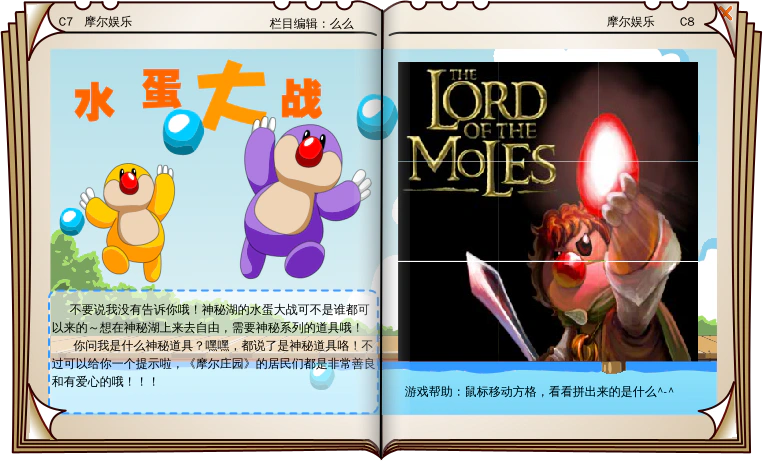 C7 摩尔娱乐
栏目编辑：么么
水蛋大战
不要说我没有告诉你哦！神秘湖的水蛋大战可不是谁都可
以来的～想在神秘湖上来去自由，需要神秘系列的道具哦！
你问我是什么神秘道具？嘿嘿，都说了是神秘道具咯！不
过可以给你一个提示啦，《摩尔庄园》的居民们都是非常善良
和有爱心的哦！！！
摩尔娱乐 C8
THE
LORD
OF THE
MOLES
游戏帮助：鼠标移动方格，看看拼出来的是什么^-^